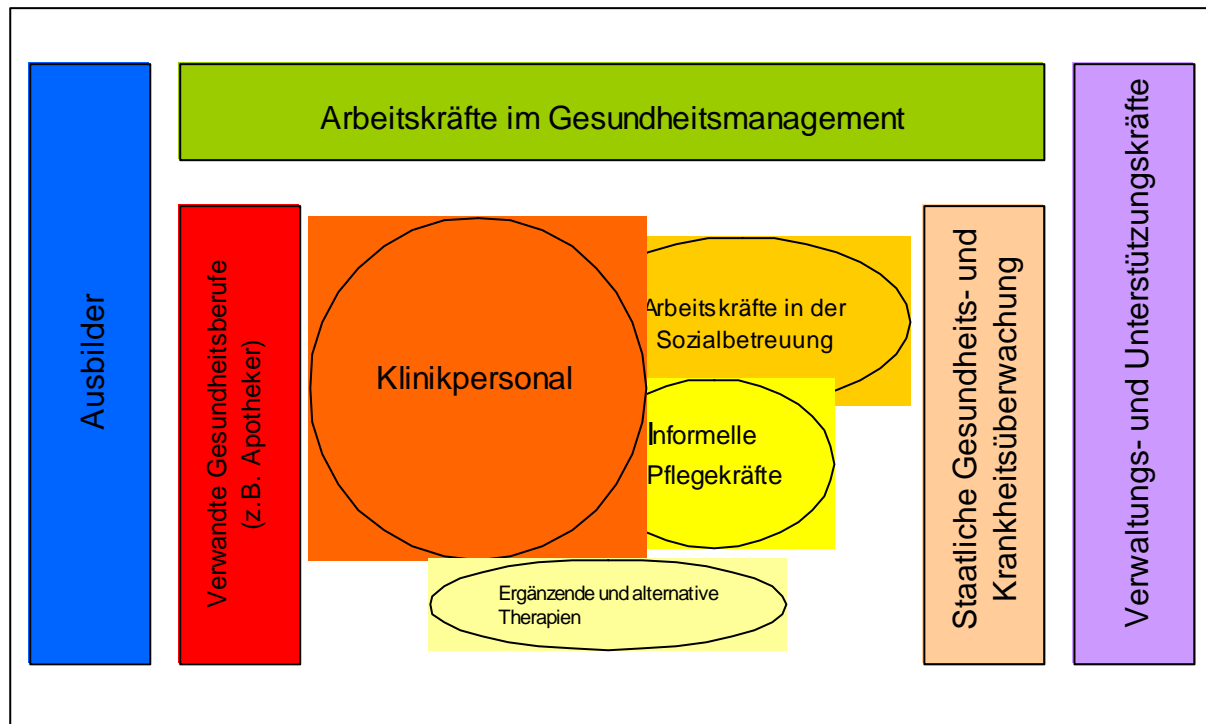 Arbeitskräfte im Gesundheitsmanagement
Ausbilder
Verwandte Gesundheitsberufe
(z.B. Apotheker)
Klinikpersonal
Arbeitskräfte in der
Sozialbetreuung
Informelle
Pflegekräfte
Ergänzende und alternative
Therapien
Staatliche Gesundheits- und
Krankheitsüberwachung
Verwaltungs- und Unterstützungskräfte